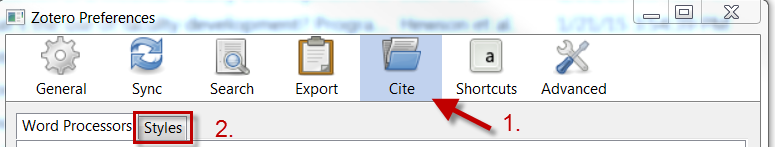 Zotero Preferences
General Sync Search Export Cite Shortcuts Advanced
a
1.
Word Processors Styles 2.